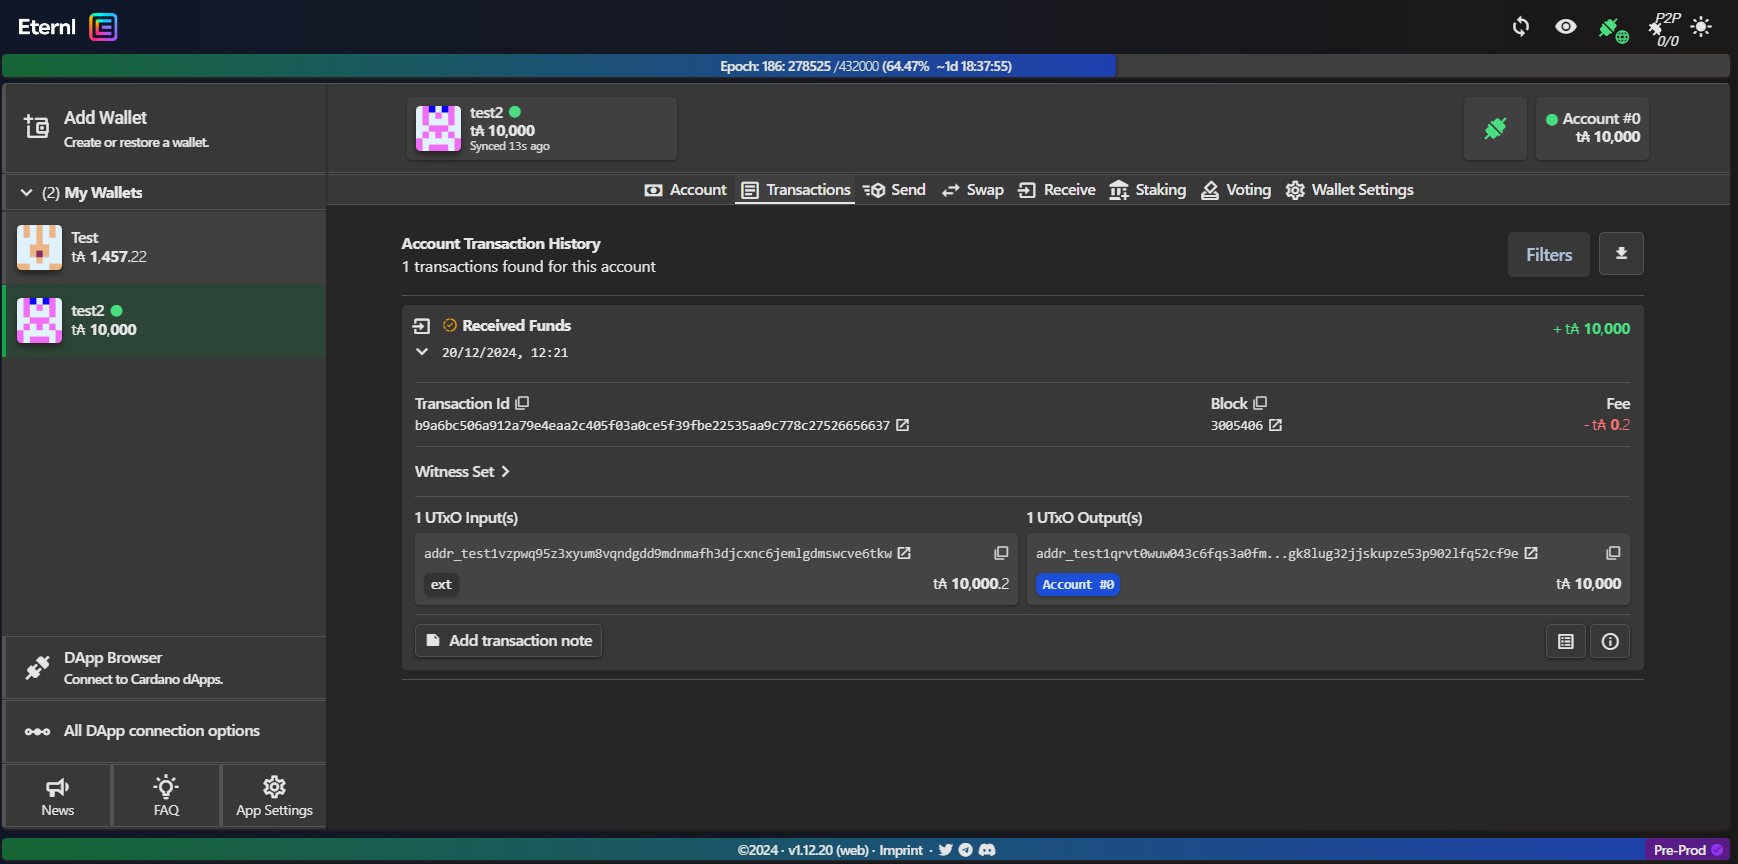 Eternl
P2P
0/0
Epoch: 186: 278525 /432000 (64.47% ~1d 18:37:55)
Add Wallet
Create or restore a wallet.
(2) My Wallets
Test
t₳ 1,457.22
test2
t₳ 10,000
DApp Browser
Connect to Cardano dApps.
All DApp connection options
News
FAQ
App Settings
test2
t₳ 10,000
Synced 13s ago
Account #0
t₳ 10,000
Account
Transactions
Send
Swap
Receive
Staking
Voting
Wallet Settings
Account Transaction History
1 transactions found for this account
Filters
Received Funds
+ t₳ 10,000
20/12/2024, 12:21
Transaction Id
Block
Fee
b9a6bc506a912a79e4eaa2c405f03a0ce5f39fbe22535aa9c778c27526656637
3005406
- t₳ 0.2
Witness Set
1 UTxO Input(s)
addr_test1vzpwq95z3xyum8vqndgdd9mdnmafh3djcxnc6jemlgdmswcve6tkw
ext
t₳ 10,000.2
1 UTxO Output(s)
addr_test1qrvt0wuw043c6fqs3a0fm...gk8lug32jjskupze53p902lfq52cf9e
Account #0
t₳ 10,000
Add transaction note
©2024 · v1.12.20 (web) · Imprint ·
Pre-Prod